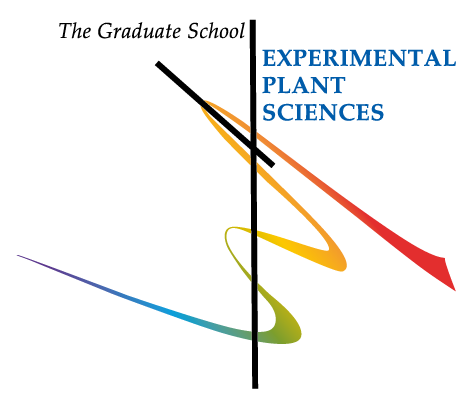 The Graduate School
EXPERIMENTAL
PLANT
SCIENCES